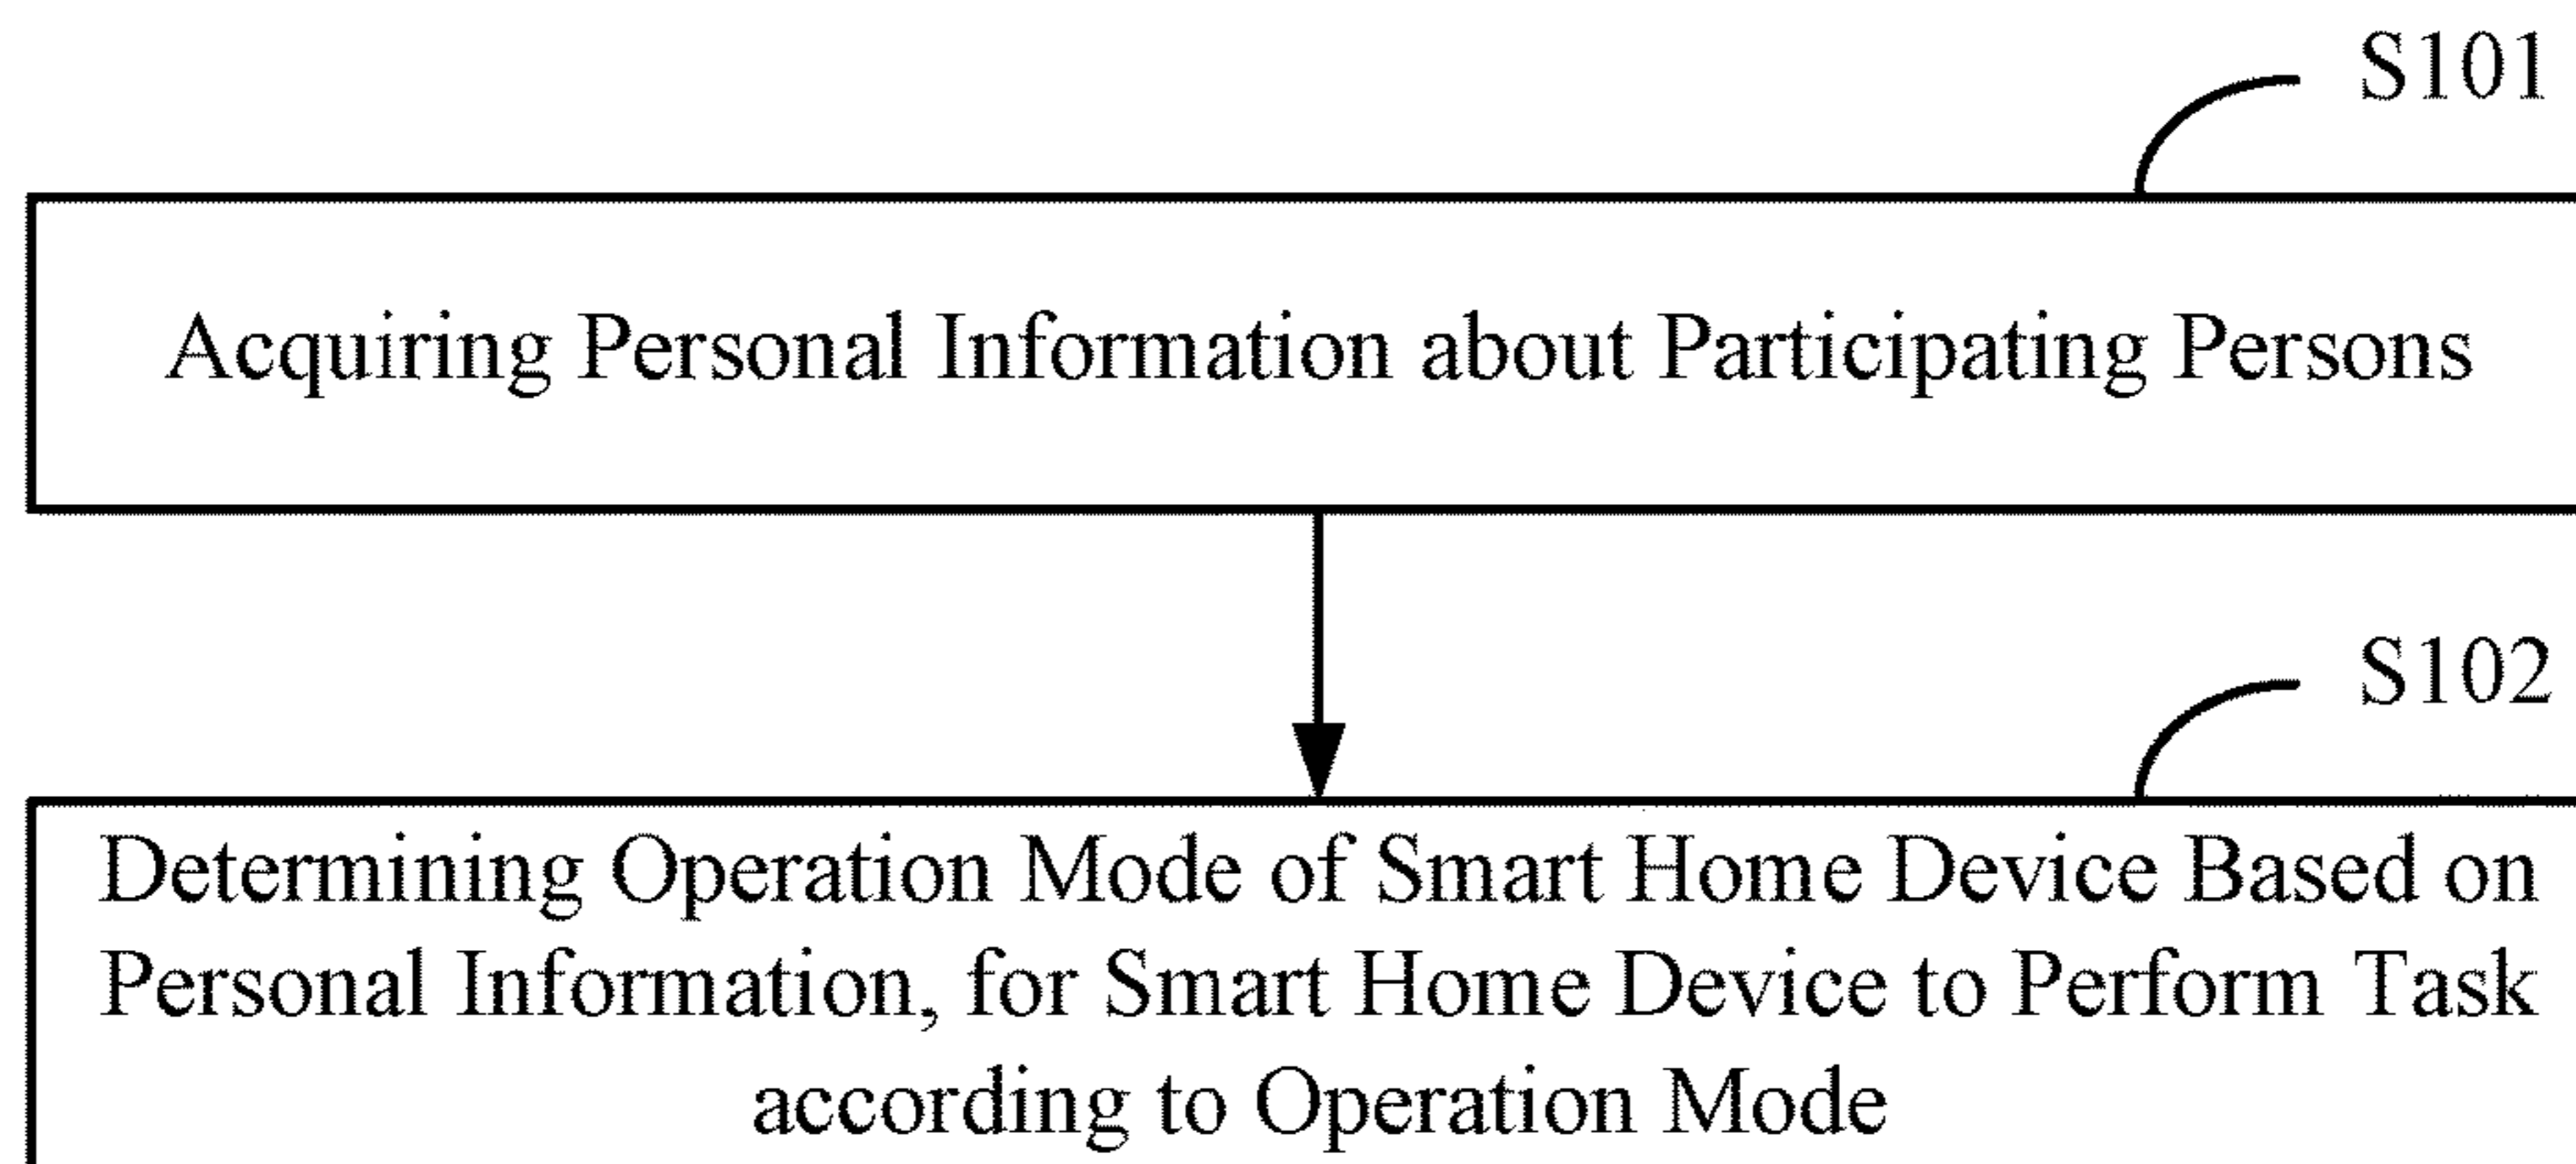 S101
Acquiring Personal Information about Participating Persons
S102
Determining Operation Mode of Smart Home Device Based on
Personal Information, for Smart Home Device to Perform Task
according to Operation Mode